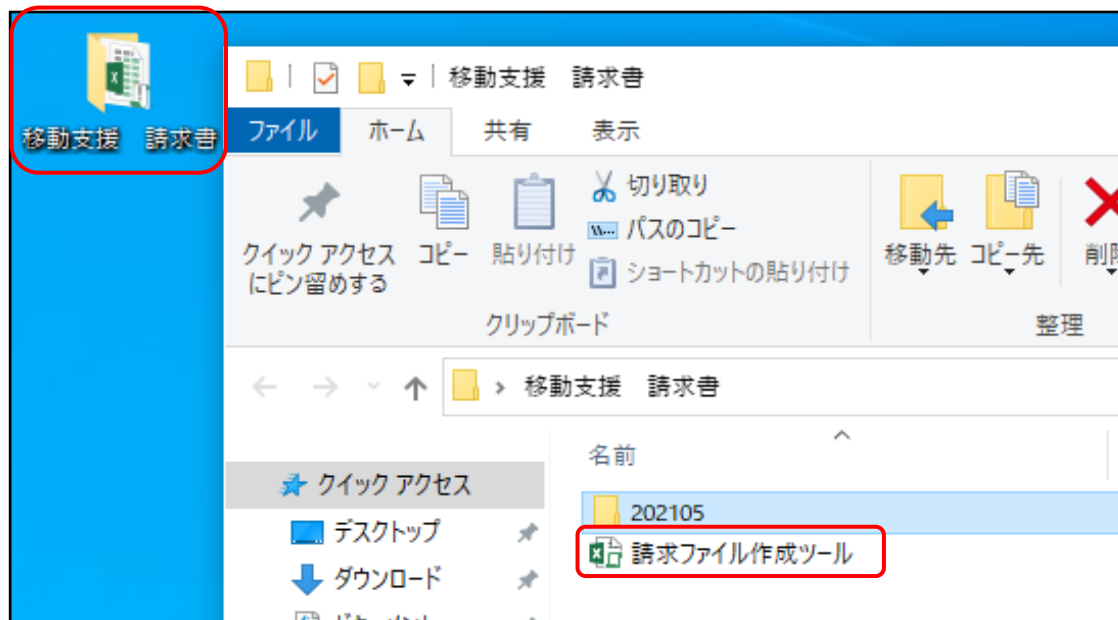 移動支援　請求書
移動支援　請求書
ファイル ホーム 共有 表示
クイック アクセス
にピン留めする
コピー
貼り付け
切り取り
パスのコピー
ショートカットの貼り付け
クリップボード
移動先
コピー先
整理
移動支援　請求書
名前
クイック アクセス
デスクトップ
ダウンロード
202105
請求ファイル作成ツール